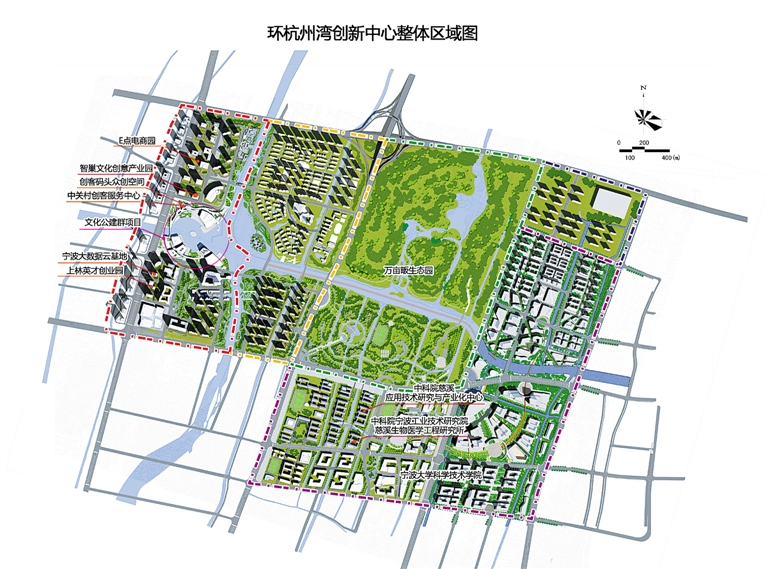 环杭州湾创新中心整体区域图
N
0 200
100 400(m)
E点电商园
智巢文化创意产业园
创客码头众创空间
中关村创客服务中心
文化公建群项目
宁波大数据云基地
上林英才创业园
万亩畈生态园
中科院慈溪
应用技术研究与产业化中心
中科院宁波工业技术研究院
慈溪生物医学工程研究所
宁波大学科学技术学院